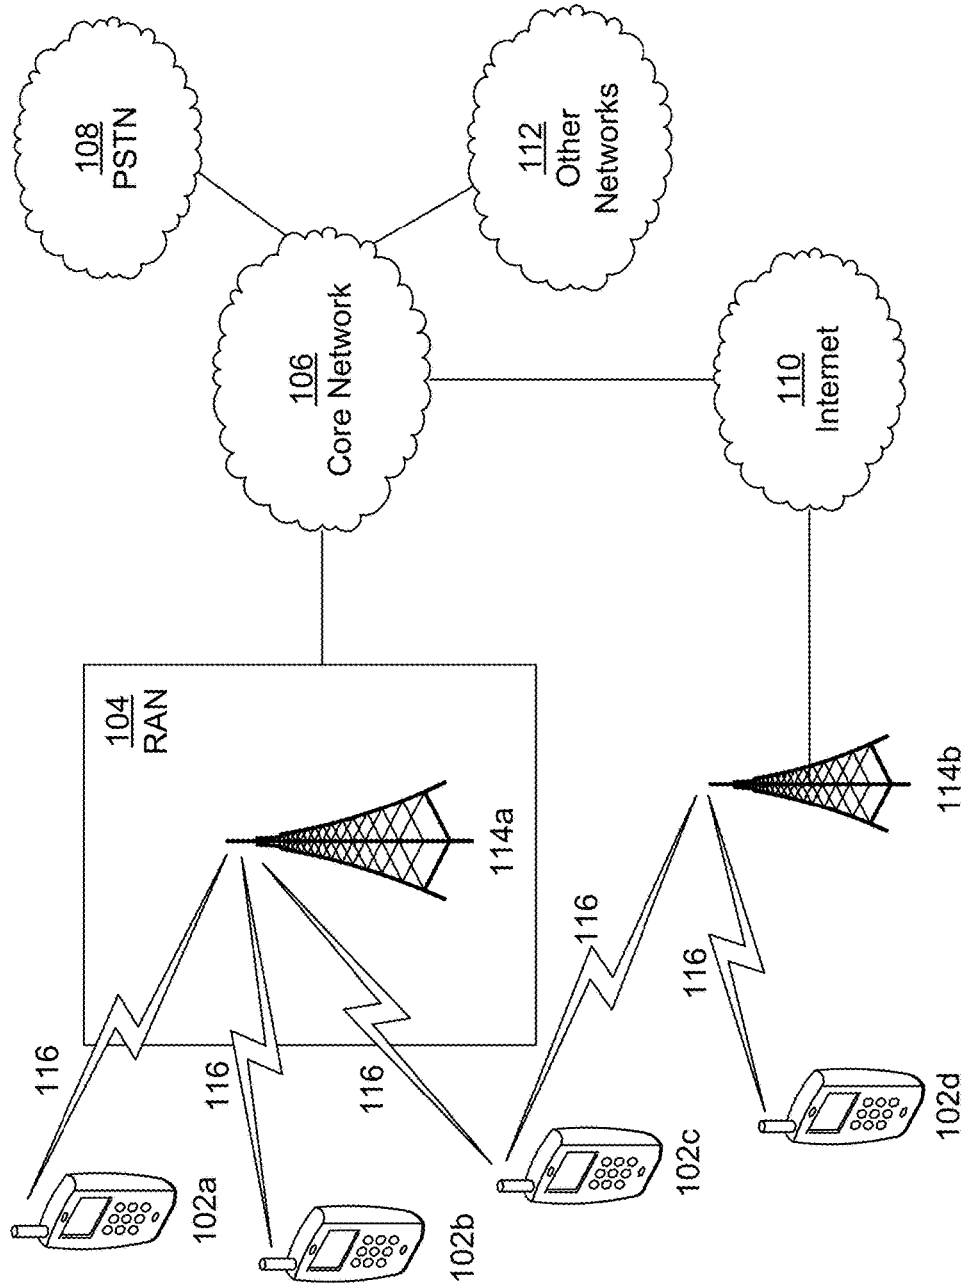 108
PSTN
112
Other
Networks
106
Core Network
110
Internet
104
RAN
114a
114b
116
116
116
116
116
102a
102b
102c
102d